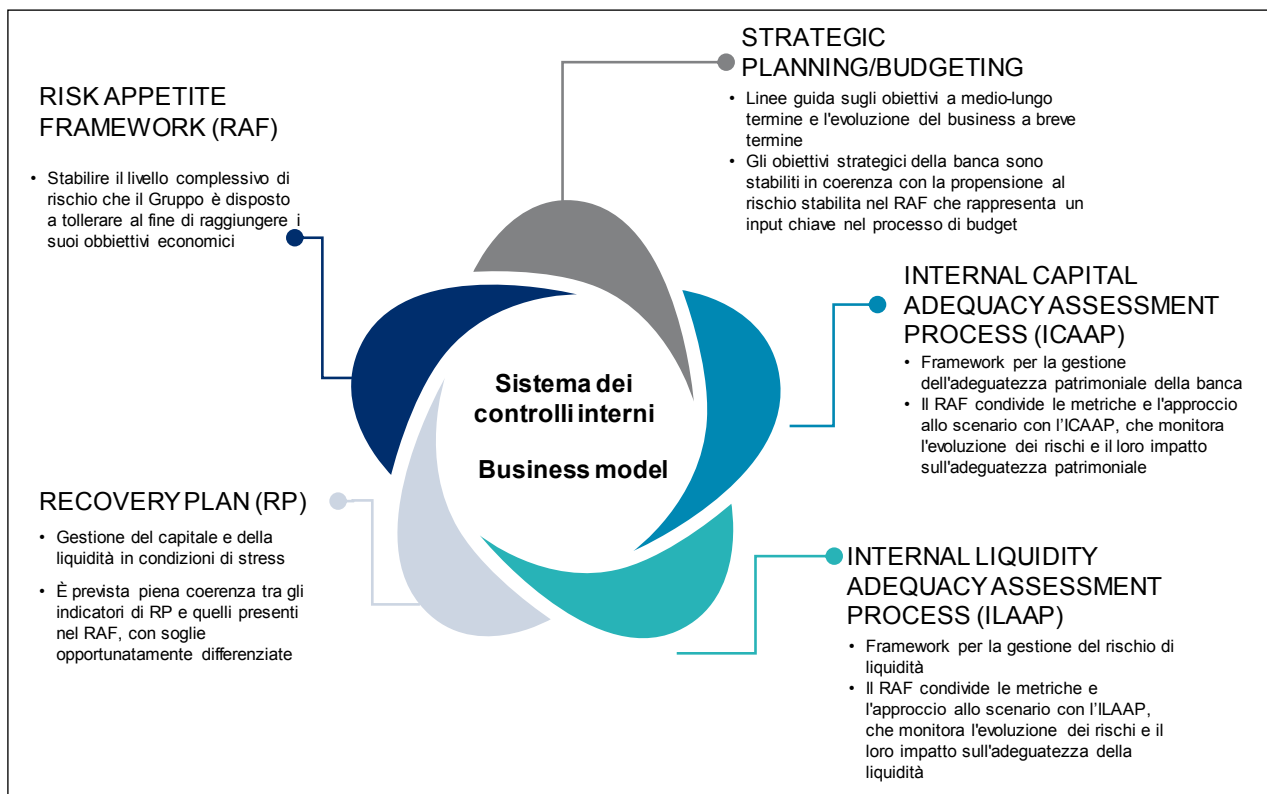 STRATEGIC
PLANNING/BUDGETING
• Linee guida sugli obiettivi a medio-lungo
termine e l'evoluzione del business a breve
termine
• Gli obiettivi strategici della banca sono
stabiliti in coerenza con la propensione al
rischio stabilita nel RAF che rappresenta un
input chiave nel processo di budget
RISK APPETITE
FRAMEWORK (RAF)
• Stabilire il livello complessivo di
rischio che il Gruppo è disposto
a tollerare al fine di raggiungere i
suoi obbiettivi economici
INTERNAL CAPITAL
ADEQUACY ASSESSMENT
PROCESS (ICAAP)
• Framework per la gestione
dell'adeguatezza patrimoniale della banca
• Il RAF condivide le metriche e l'approccio
allo scenario con l'ICAAP, che monitora
l'evoluzione dei rischi e il loro impatto
sull'adeguatezza patrimoniale
Sistema dei
controlli interni
Business model
RECOVERY PLAN (RP)
• Gestione del capitale e della
liquidità in condizioni di stress
• È prevista piena coerenza tra gli
indicatori di RP e quelli presenti
nel RAF, con soglie
opportunatamente differenziate
INTERNAL LIQUIDITY
ADEQUACY ASSESSMENT
PROCESS (ILAAP)
• Framework per la gestione del rischio di
liquidità
• Il RAF condivide le metriche e
l'approccio allo scenario con l'ILAAP,
che monitora l'evoluzione dei rischi e il
loro impatto sull'adeguatezza della
liquidità